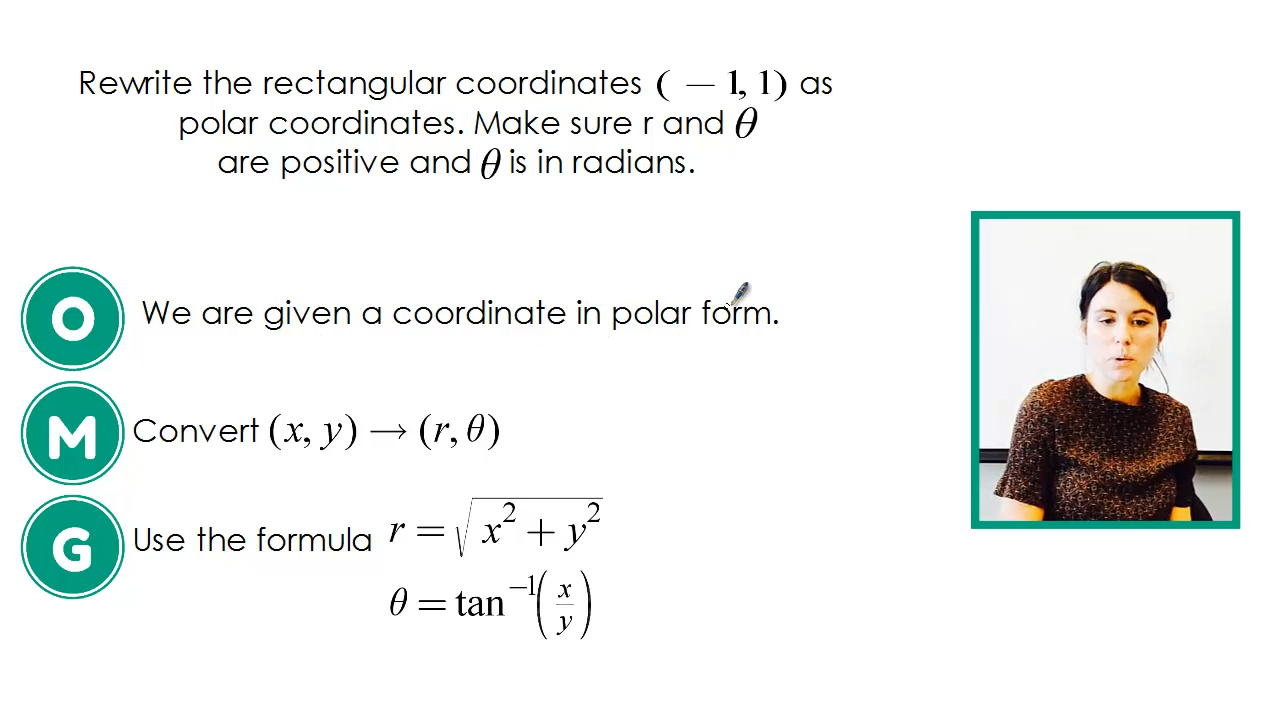 Rewrite the rectangular coordinates ( − 1, 1) as
polar coordinates. Make sure r and θ
are positive and θ is in radians.
O We are given a coordinate in polar form.
M Convert (x, y) → (r, θ)
G Use the formula r = √(x² + y²)
θ = tan⁻¹(x/y)